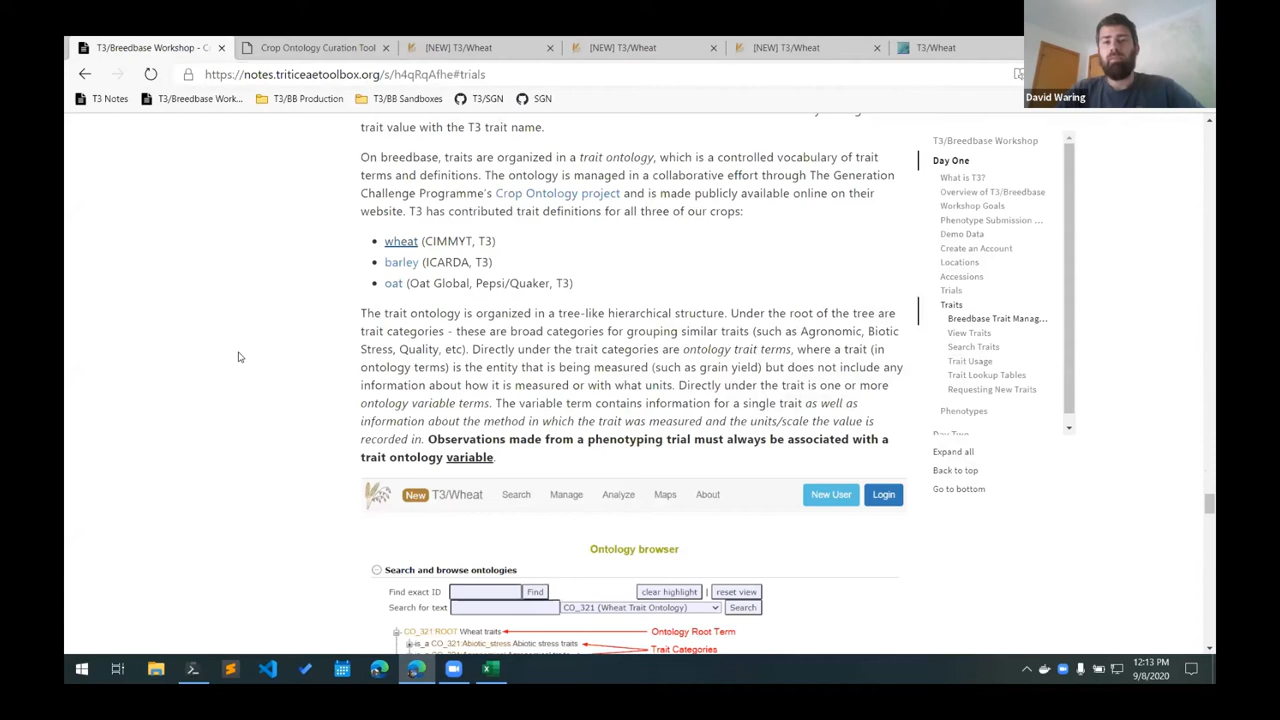 T3/Breedbase Workshop - Co
Crop Ontology Curation Tool
[NEW] T3/Wheat
[NEW] T3/Wheat
[NEW] T3/Wheat
T3/Wheat
https://notes.triticeaetoolbox.org/s/h4qRqAfhe#trials
T3 Notes
T3/Breedbase Work...
T3/BB Production
T3/BB Sandboxes
T3/SGN
SGN
David Waring
trait value with the T3 trait name.
On breedbase, traits are organized in a trait ontology, which is a controlled vocabulary of trait
terms and definitions. The ontology is managed in a collaborative effort through The Generation
Challenge Programme's Crop Ontology project and is made publicly available online on their
website. T3 has contributed trait definitions for all three of our crops:
• wheat (CIMMYT, T3)
• barley (ICARDA, T3)
• oat (Oat Global, Pepsi/Quaker, T3)
The trait ontology is organized in a tree-like hierarchical structure. Under the root of the tree are
trait categories - these are broad categories for grouping similar traits (such as Agronomic, Biotic
Stress, Quality, etc). Directly under the trait categories are ontology trait terms, where a trait (in
ontology terms) is the entity that is being measured (such as grain yield) but does not include any
information about how it is measured or with what units. Directly under the trait is one or more
ontology variable terms. The variable term contains information for a single trait as well as
information about the method in which the trait was measured and the units/scale the value is
recorded in. Observations made from a phenotyping trial must always be associated with a
trait ontology variable.
New T3/Wheat Search Manage Analyze Maps About New User Login
Ontology browser
Search and browse ontologies
Find exact ID Find clear highlight | reset view
Search for text CO_321 (Wheat Trait Ontology) Search
CO_321:ROOT Wheat traits Ontology Root Term
is_a CO_321:Abiotic_stress Abiotic stress traits
Trait Categories
T3/Breedbase Workshop
Day One
What is T3?
Overview of T3/Breedbase
Workshop Goals
Phenotype Submission ...
Demo Data
Create an Account
Locations
Accessions
Trials
Traits
Breedbase Trait Manag...
View Traits
Search Traits
Trait Usage
Trait Lookup Tables
Requesting New Traits
Phenotypes
Day Two
Expand all
Back to top
Go to bottom
12:13 PM
9/8/2020